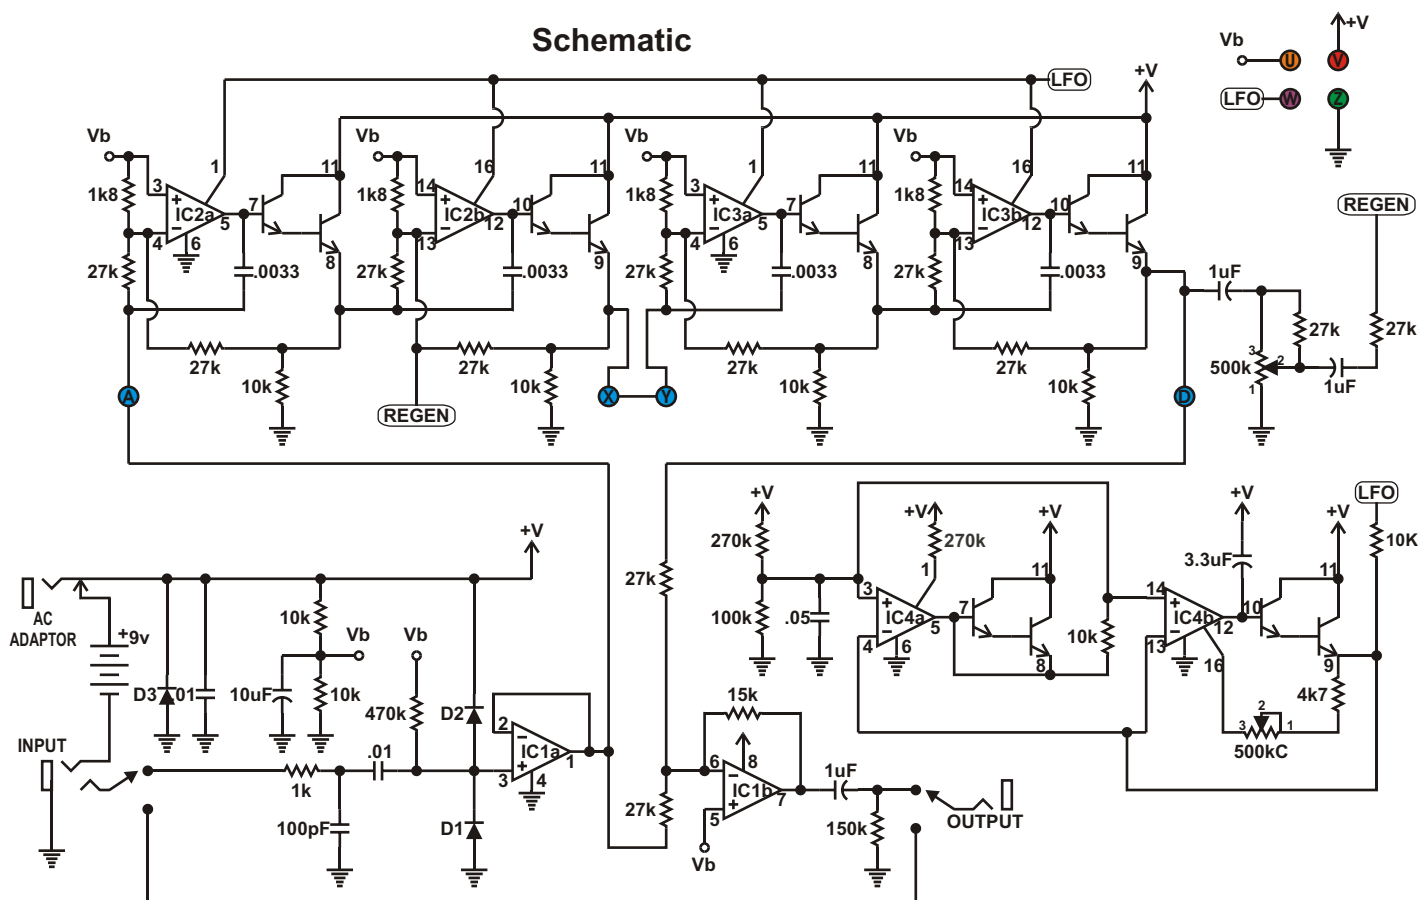 Schematic
+V
Vb
U
V
LFO
W
Z
LFO
+V
Vb
1
11
1k8
3
+
IC2a
-
4
5
6
7
8
27k
.0033
27k
10k
A
Vb
16
11
1k8
14
+
IC2b
-
13
12
10
9
27k
.0033
27k
10k
REGEN
X
Y
Vb
1
11
1k8
3
+
IC3a
-
4
5
6
7
8
27k
.0033
27k
10k
Vb
16
11
1k8
14
+
IC3b
-
13
12
10
9
27k
.0033
27k
10k
D
REGEN
1uF
27k
27k
3
500k
2
1
1uF
+V
AC
ADAPTOR
+9v
D3
01
10k
Vb
10uF
10k
Vb
470k
D2
D1
INPUT
1k
100pF
.01
2
-
IC1a
+
3
4
1
27k
27k
15k
6
-
8
IC1b
+
5
7
Vb
1uF
150k
OUTPUT
+V
270k
100k
.05
+V
270k
1
3
+
IC4a
-
4
5
6
7
+V
11
8
10k
14
+
IC4b
-
13
12
16
+V
3.3uF
10
+V
11
9
LFO
10K
4k7
3
2
1
500kC